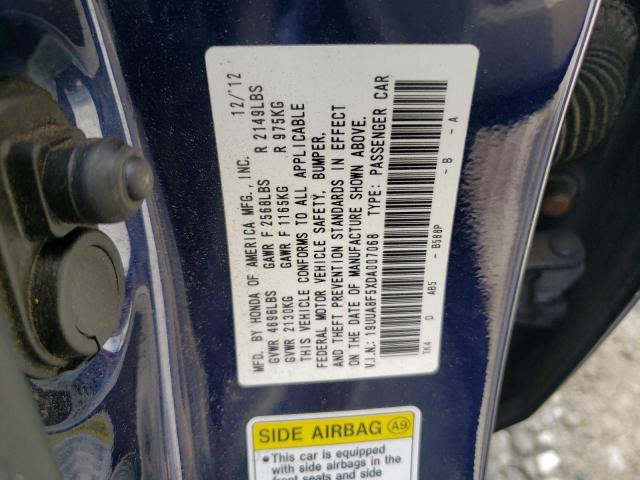 MFD. BY HONDA OF AMERICA MFG., INC. 12/'12
GVWR 4696LBS GAWR F 2568LBS R 2149LBS
GVWR 2130KG GAWR F 1165KG R 975KG
THIS VEHICLE CONFORMS TO ALL APPLICABLE
FEDERAL MOTOR VEHICLE SAFETY, BUMPER,
AND THEFT PREVENTION STANDARDS IN EFFECT
ON THE DATE OF MANUFACTURE SHOWN ABOVE.
V.I.N.: 19UUA8F5XDA007068 TYPE: PASSENGER CAR
TK4 D AB5 - B588P - B - A
SIDE AIRBAG A9
• This car is equipped
with side airbags in the
front seats and side